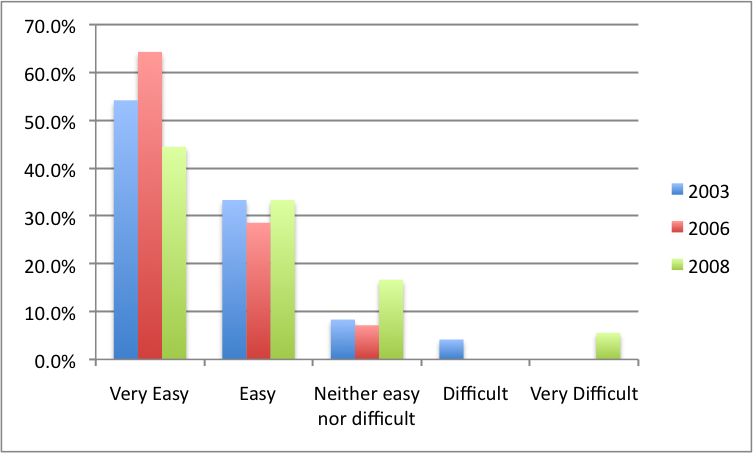 70.0%
60.0%
50.0%
40.0%
30.0%
20.0%
10.0%
0.0%
Very Easy
Easy
Neither easy
nor difficult
Difficult
Very Difficult
2003
2006
2008